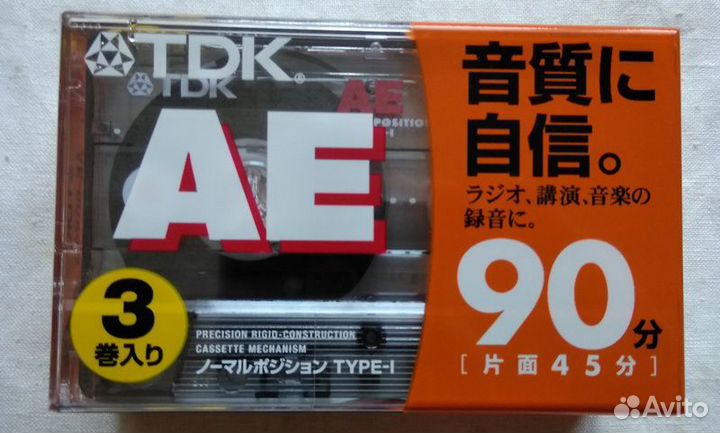 TDK®
TDK
AE
AE
POSITION
音質に
自信。
ラジオ、講演、音楽の
録音に。
90分
[片面45分]
3
巻入り
PRECISION RIGID-CONSTRUCTION
CASSETTE MECHANISM
ノーマルポジション TYPE-I
Avito